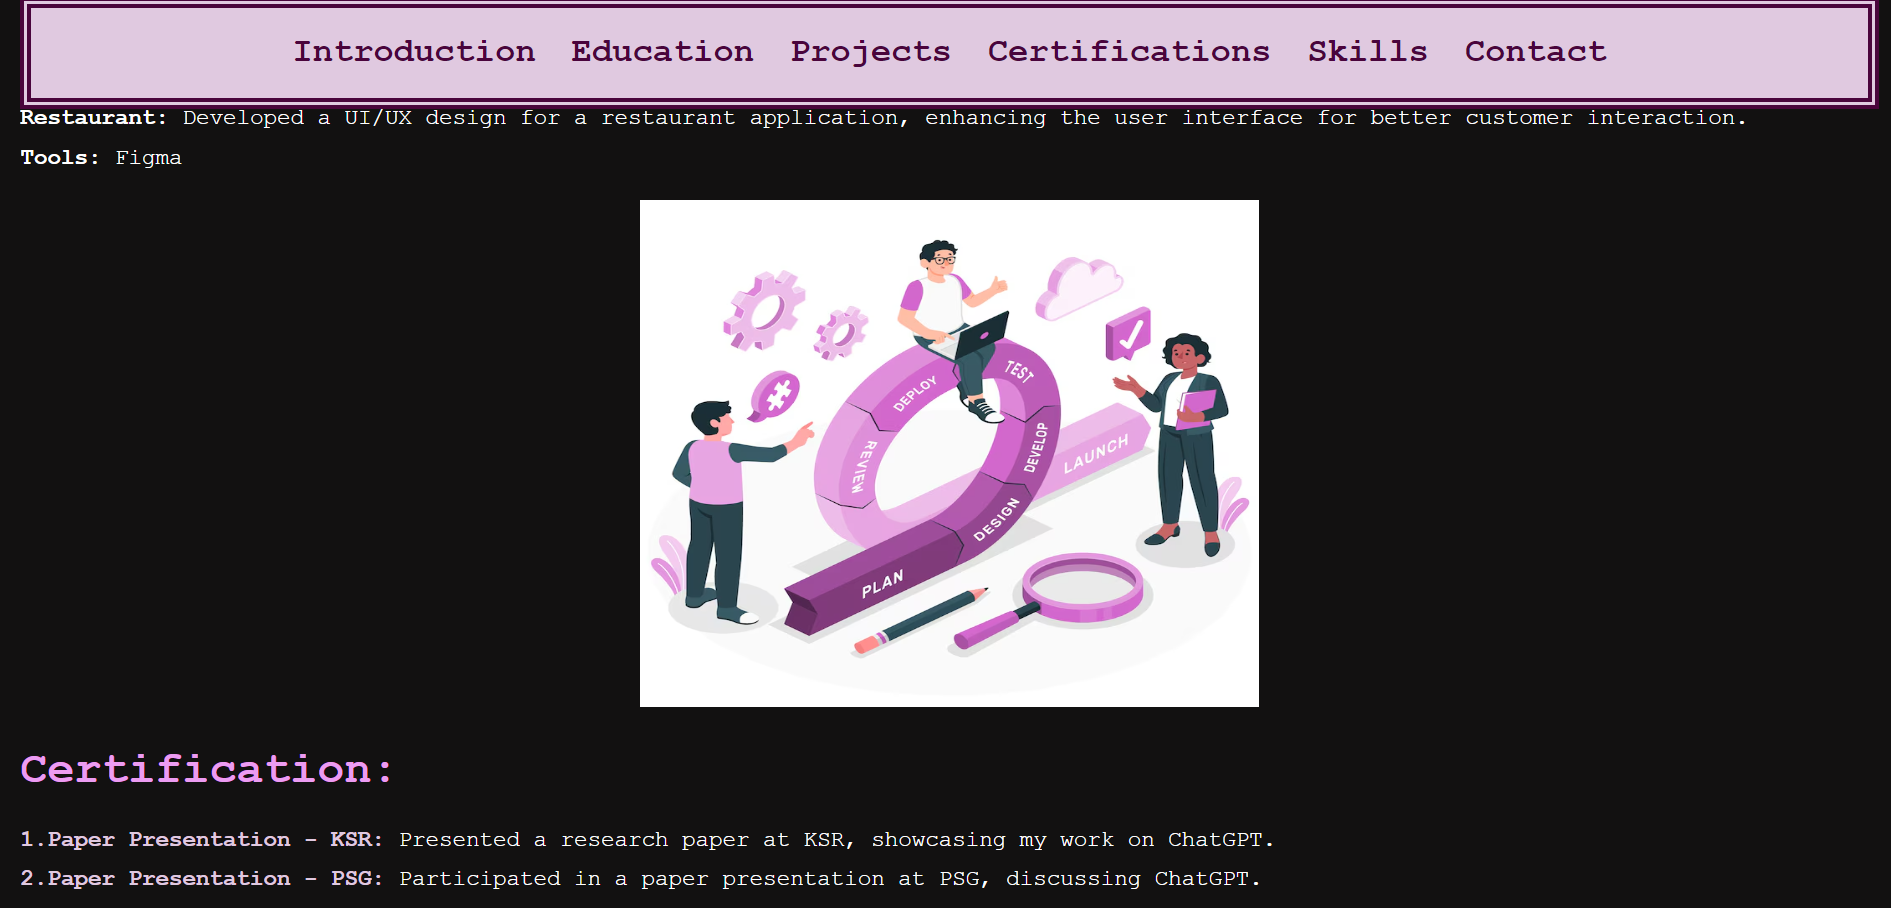 Introduction Education Projects Certifications Skills Contact
Restaurant: Developed a UI/UX design for a restaurant application, enhancing the user interface for better customer interaction.
Tools: Figma
TEST
DEPLOY
DEVELOP
REVIEW
LAUNCH
DESIGN
PLAN
Certification:
1.Paper Presentation – KSR: Presented a research paper at KSR, showcasing my work on ChatGPT.
2.Paper Presentation – PSG: Participated in a paper presentation at PSG, discussing ChatGPT.